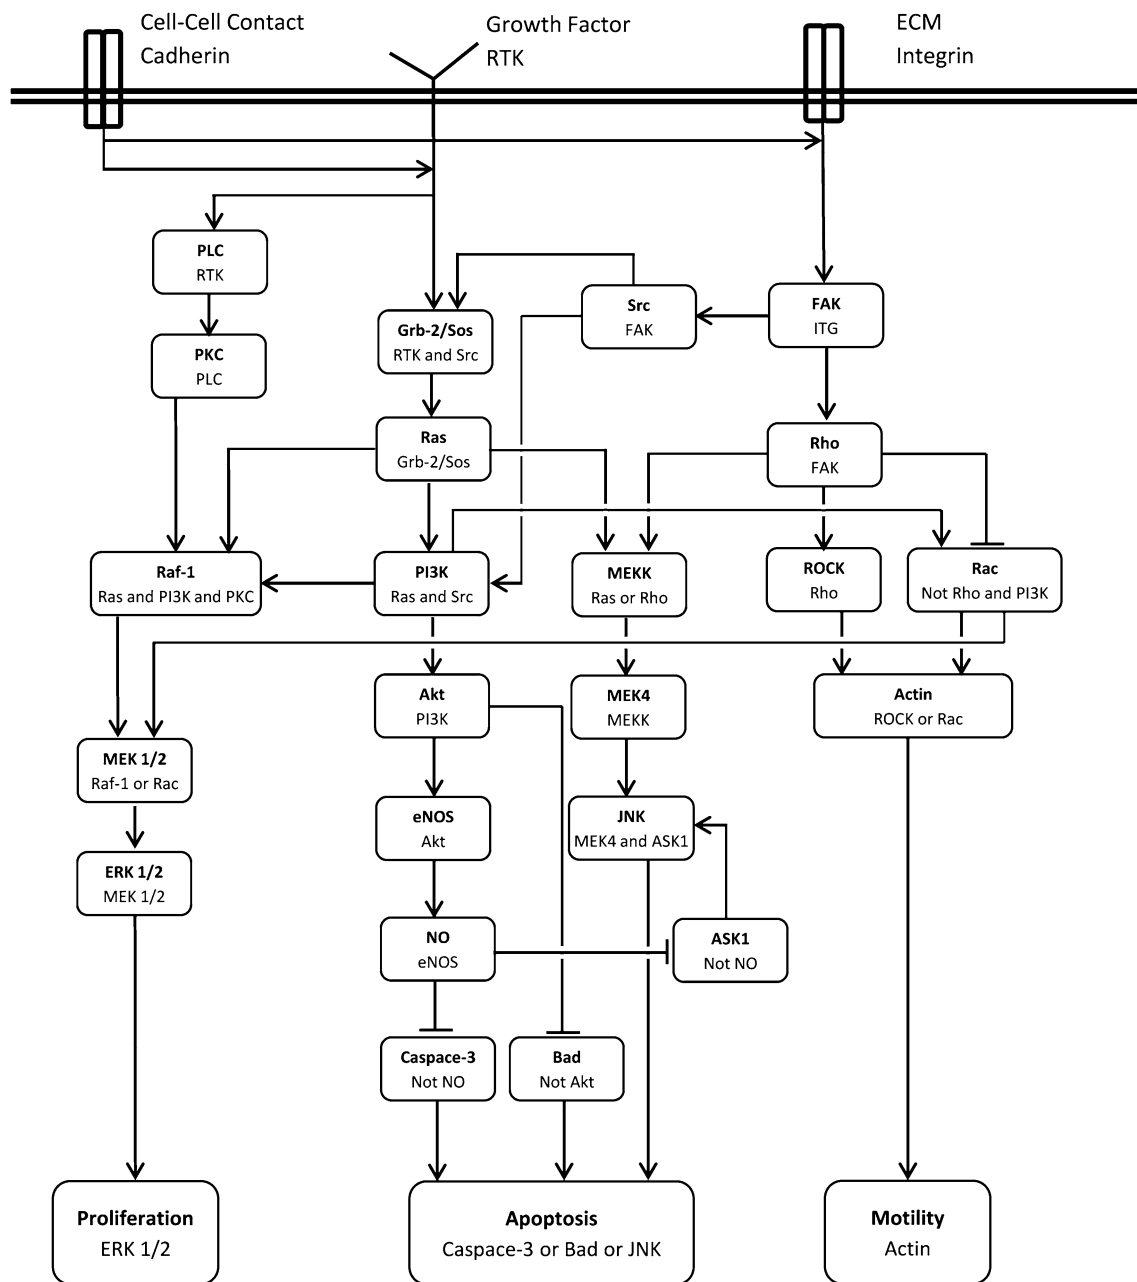 Cell-Cell Contact
Cadherin
Growth Factor
RTK
ECM
Integrin
PLC
RTK
PKC
PLC
Grb-2/Sos
RTK and Src
Src
FAK
FAK
ITG
Ras
Grb-2/Sos
Rho
FAK
Raf-1
Ras and PI3K and PKC
PI3K
Ras and Src
MEKK
Ras or Rho
ROCK
Rho
Rac
Not Rho and PI3K
Akt
PI3K
MEK4
MEKK
Actin
ROCK or Rac
MEK 1/2
Raf-1 or Rac
eNOS
Akt
JNK
MEK4 and ASK1
ERK 1/2
MEK 1/2
NO
eNOS
ASK1
Not NO
Caspace-3
Not NO
Bad
Not Akt
Proliferation
ERK 1/2
Apoptosis
Caspace-3 or Bad or JNK
Motility
Actin